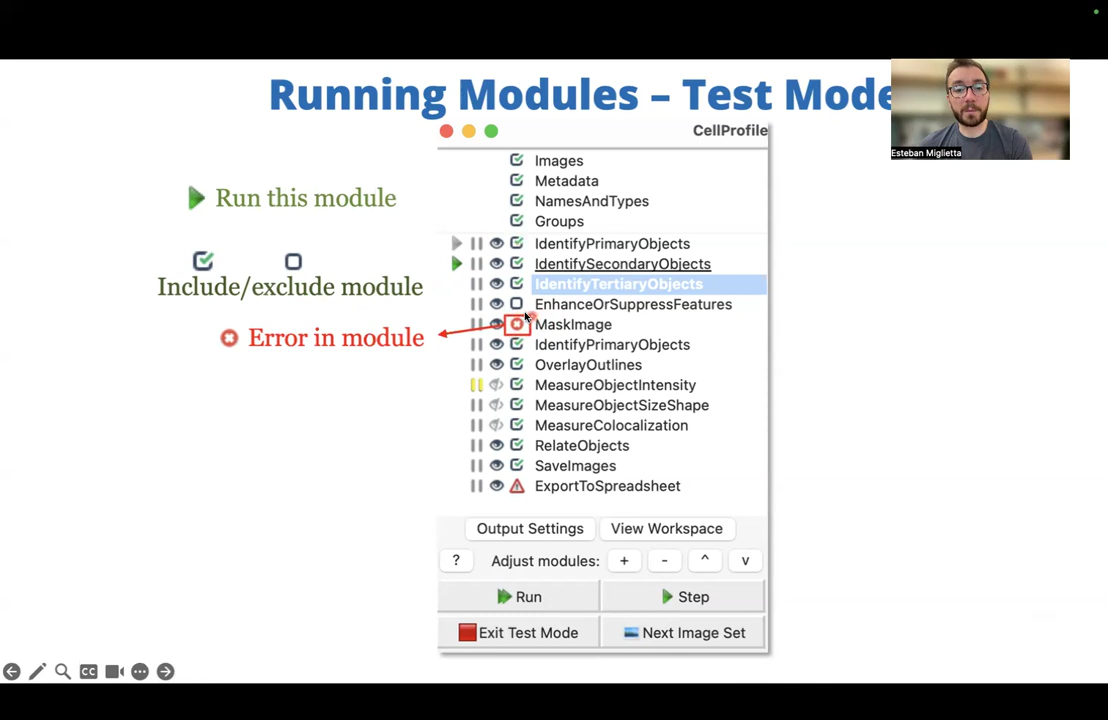 Running Modules – Test Mode
Esteban Miglietta
CellProfile
Images
Metadata
NamesAndTypes
Groups
Run this module
IdentifyPrimaryObjects
IdentifySecondaryObjects
IdentifyTertiaryObjects
EnhanceOrSuppressFeatures
MaskImage
IdentifyPrimaryObjects
OverlayOutlines
MeasureObjectIntensity
MeasureObjectSizeShape
MeasureColocalization
RelateObjects
SaveImages
ExportToSpreadsheet
Include/exclude module
Error in module
Output Settings View Workspace
? Adjust modules: + - ^ v
Run Step
Exit Test Mode Next Image Set
CC